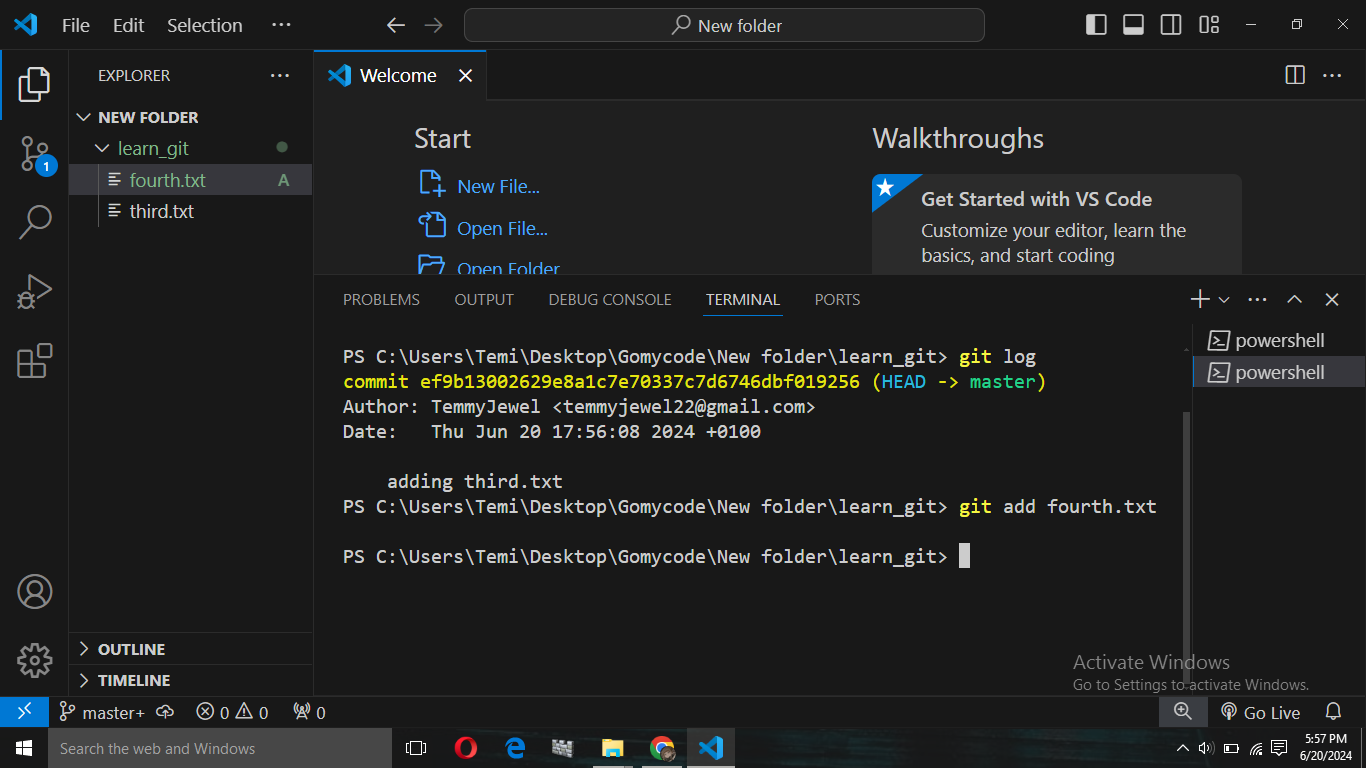 File Edit Selection ··· New folder
EXPLORER ···
NEW FOLDER
learn_git
fourth.txt A
third.txt
1
OUTLINE
TIMELINE
Welcome
Start
New File...
Open File...
Open Folder
Walkthroughs
Get Started with VS Code
Customize your editor, learn the
basics, and start coding
PROBLEMS OUTPUT DEBUG CONSOLE TERMINAL PORTS
PS C:\Users\Temi\Desktop\Gomycode\New folder\learn_git> git log
commit ef9b13002629e8a1c7e70337c7d6746dbf019256 (HEAD -> master)
Author: TemmyJewel <temmyjewel22@gmail.com>
Date:   Thu Jun 20 17:56:08 2024 +0100
adding third.txt
PS C:\Users\Temi\Desktop\Gomycode\New folder\learn_git> git add fourth.txt
PS C:\Users\Temi\Desktop\Gomycode\New folder\learn_git>
powershell
powershell
Activate Windows
Go to Settings to activate Windows.
master+ 0 0 0 Go Live
Search the web and Windows
5:57 PM
6/20/2024